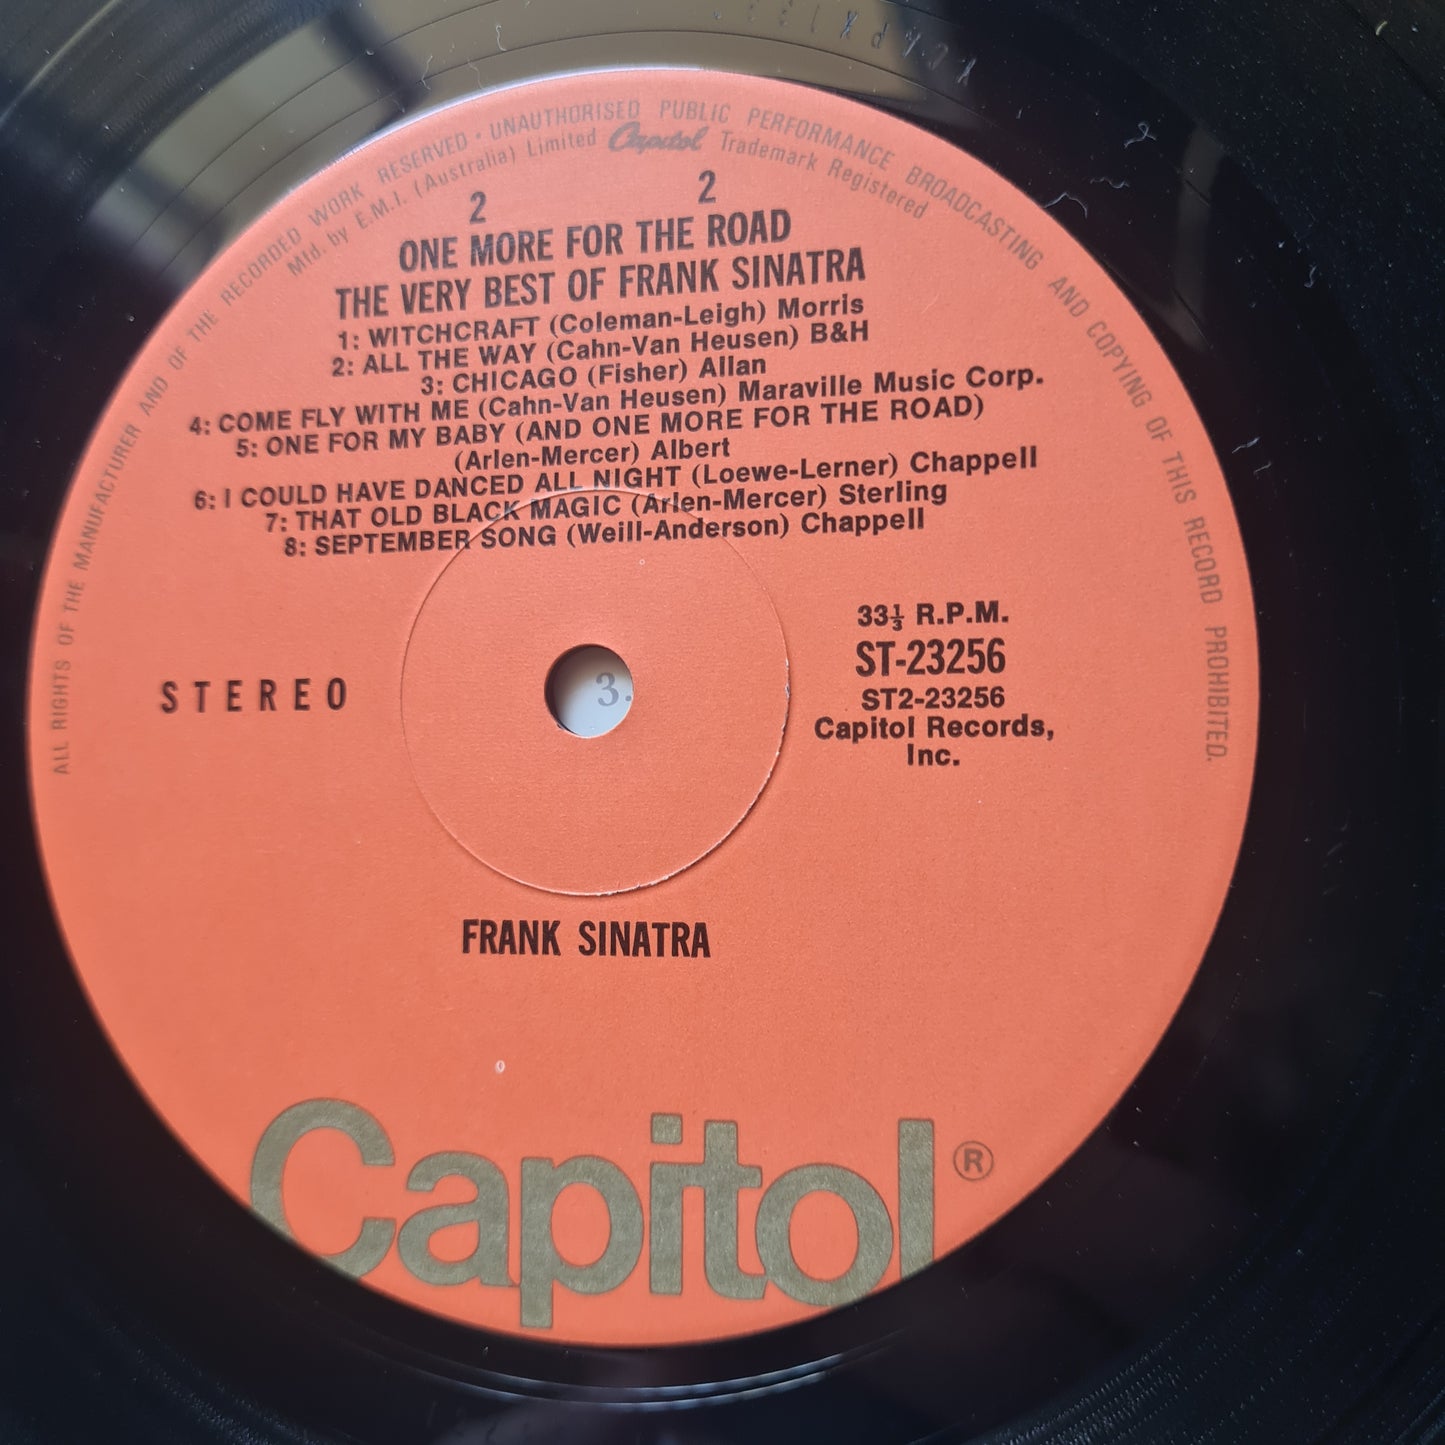 ALL RIGHTS OF THE MANUFACTURER AND OF THE RECORDED WORK RESERVED · UNAUTHORISED PUBLIC PERFORMANCE BROADCASTING AND COPYING OF THIS RECORD PROHIBITED.
Mfd. by E.M.I. (Australia) Limited Capitol Trademark Registered
2 2
ONE MORE FOR THE ROAD
THE VERY BEST OF FRANK SINATRA
1: WITCHCRAFT (Coleman-Leigh) Morris
2: ALL THE WAY (Cahn-Van Heusen) B&H
3: CHICAGO (Fisher) Allan
4: COME FLY WITH ME (Cahn-Van Heusen) Maraville Music Corp.
5: ONE FOR MY BABY (AND ONE MORE FOR THE ROAD)
(Arlen-Mercer) Albert
6: I COULD HAVE DANCED ALL NIGHT (Loewe-Lerner) Chappell
7: THAT OLD BLACK MAGIC (Arlen-Mercer) Sterling
8: SEPTEMBER SONG (Weill-Anderson) Chappell
33⅓ R.P.M.
ST-23256
ST2-23256
Capitol Records,
Inc.
STEREO
3.
FRANK SINATRA
Capitol®